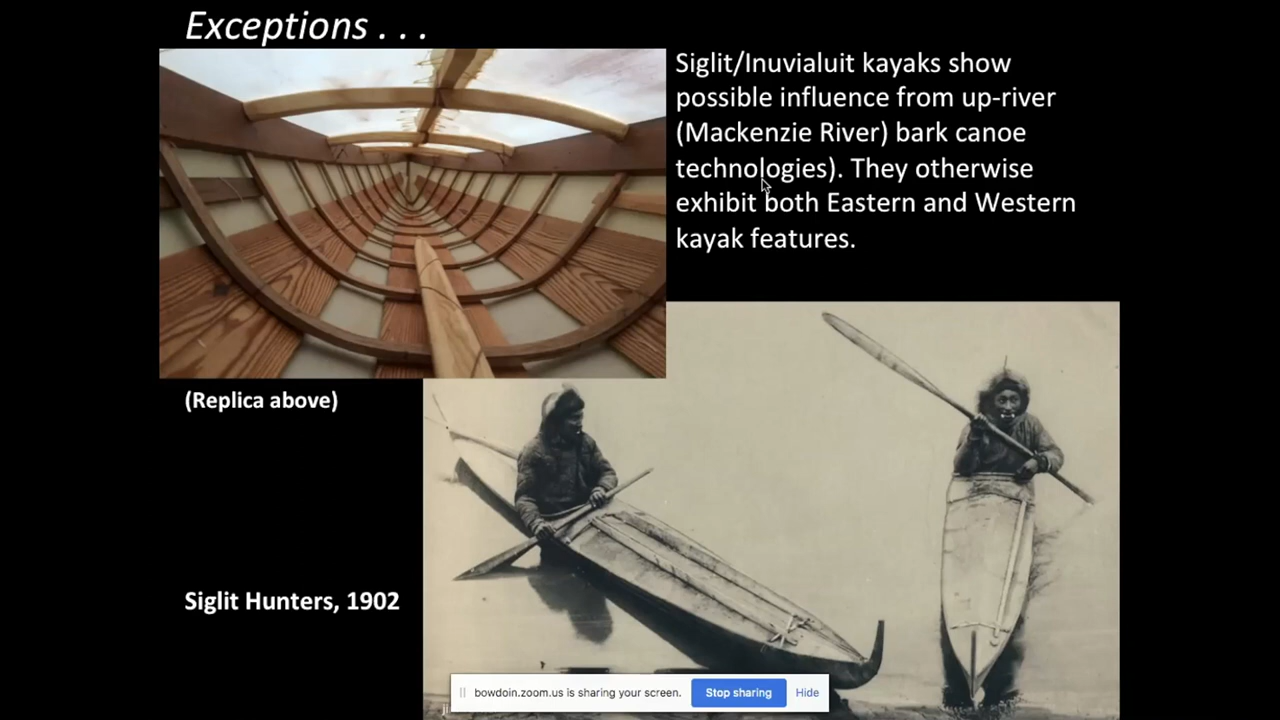 Exceptions . . .
Siglit/Inuvialuit kayaks show
possible influence from up-river
(Mackenzie River) bark canoe
technologies). They otherwise
exhibit both Eastern and Western
kayak features.
(Replica above)
Siglit Hunters, 1902
bowdoin.zoom.us is sharing your screen.
Stop sharing
Hide